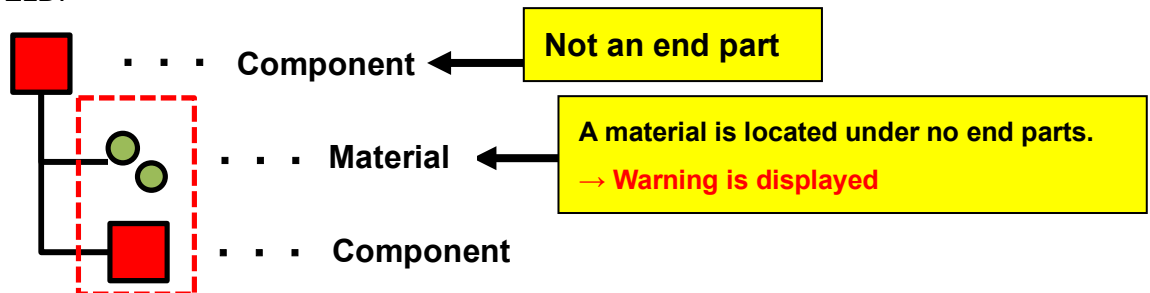 · · · Component
Not an end part
· · · Material
A material is located under no end parts.
→ Warning is displayed
· · · Component